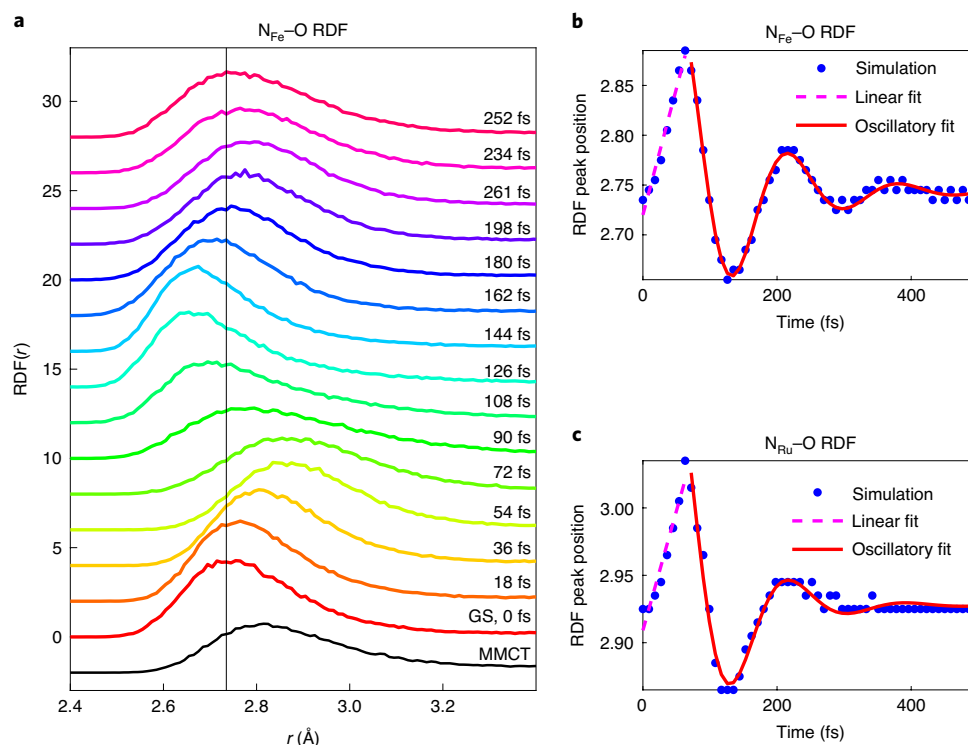 a
N_Fe–O RDF
RDF(r)
30
25
20
15
10
5
0
252 fs
234 fs
261 fs
198 fs
180 fs
162 fs
144 fs
126 fs
108 fs
90 fs
72 fs
54 fs
36 fs
18 fs
GS, 0 fs
MMCT
2.4
2.6
2.8
3.0
3.2
r (Å)
b
N_Fe–O RDF
RDF peak position
2.85
2.80
2.75
2.70
Simulation
Linear fit
Oscillatory fit
0
200
400
Time (fs)
c
N_Ru–O RDF
RDF peak position
3.00
2.95
2.90
Simulation
Linear fit
Oscillatory fit
0
200
400
Time (fs)